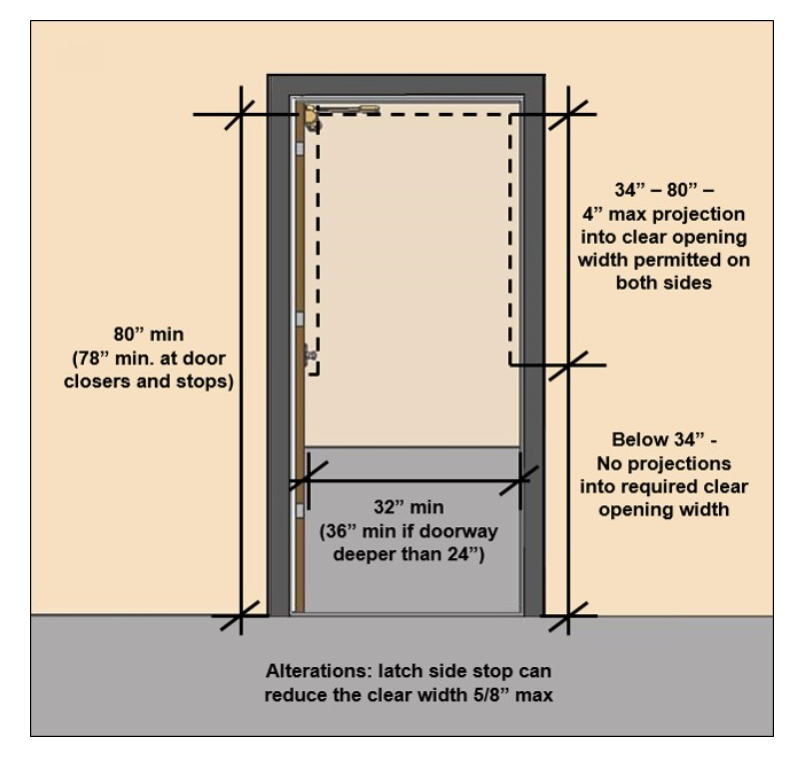 34” – 80” –
4” max projection
into clear opening
width permitted on
both sides
80” min
(78” min. at door
closers and stops)
Below 34” -
No projections
into required clear
opening width
32” min
(36” min if doorway
deeper than 24”)
Alterations: latch side stop can
reduce the clear width 5/8” max